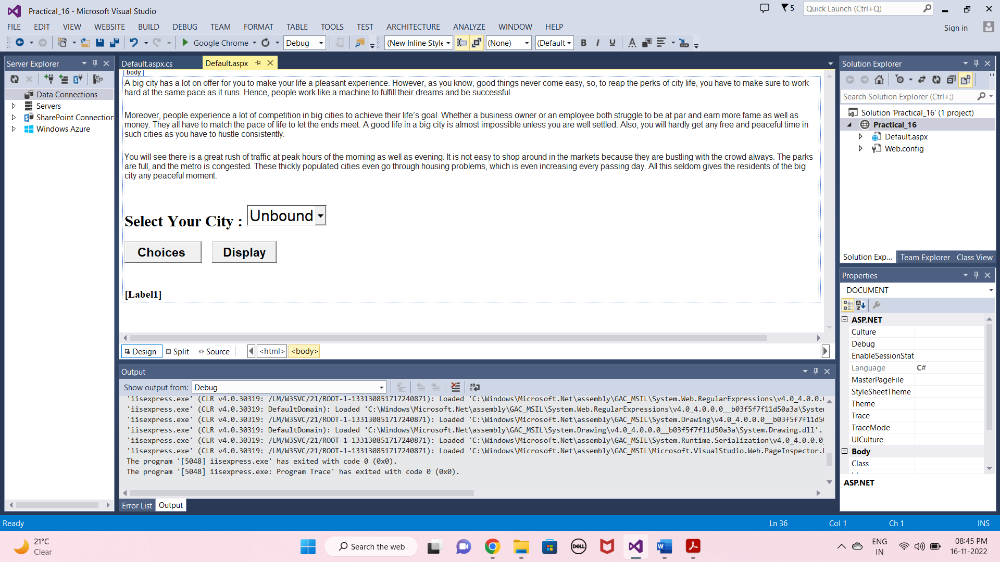 Practical_16 - Microsoft Visual Studio
5
Quick Launch (Ctrl+Q)
FILE EDIT VIEW WEBSITE BUILD DEBUG TEAM FORMAT TABLE TOOLS TEST ARCHITECTURE ANALYZE WINDOW HELP
Sign in
Google Chrome Debug (New Inline Style (None) (Default B I U A
Server Explorer
Data Connections
Servers
SharePoint Connection
Windows Azure
Default.aspx.cs Default.aspx
body
A big city has a lot on offer for you to make your life a pleasant experience. However, as you know, good things never come easy, so, to reap the perks of city life, you have to make sure to work
hard at the same pace as it runs. Hence, people work like a machine to fulfill their dreams and be successful.
Moreover, people experience a lot of competition in big cities to achieve their life’s goal. Whether a business owner or an employee both struggle to be at par and earn more fame as well as
money. They all have to match the pace of life to let the ends meet. A good life in a big city is almost impossible unless you are well settled. Also, you will hardly get any free and peaceful time in
such cities as you have to hustle consistently.
You will see there is a great rush of traffic at peak hours of the morning as well as evening. It is not easy to shop around in the markets because they are bustling with the crowd always. The parks
are full, and the metro is congested. These thickly populated cities even go through housing problems, which is even increasing every passing day. All this seldom gives the residents of the big
city any peaceful moment.
Select Your City : Unbound
Choices Display
[Label1]
Design Split Source <html> <body>
Output
Show output from: Debug
'iisexpress.exe' (CLR v4.0.30319: /LM/W3SVC/21/ROOT-1-133130851717240871): Loaded 'C:\Windows\Microsoft.Net\assembly\GAC_MSIL\System.Web.RegularExpressions\v4.0_4.0.0.0
'iisexpress.exe' (CLR v4.0.30319: DefaultDomain): Loaded 'C:\Windows\Microsoft.Net\assembly\GAC_MSIL\System.Web.RegularExpressions\v4.0_4.0.0.0__b03f5f7f11d50a3a\System
'iisexpress.exe' (CLR v4.0.30319: /LM/W3SVC/21/ROOT-1-133130851717240871): Loaded 'C:\Windows\Microsoft.Net\assembly\GAC_MSIL\System.Drawing\v4.0_4.0.0.0__b03f5f7f11d50
'iisexpress.exe' (CLR v4.0.30319: DefaultDomain): Loaded 'C:\Windows\Microsoft.Net\assembly\GAC_MSIL\System.Drawing\v4.0_4.0.0.0__b03f5f7f11d50a3a\System.Drawing.dll'.
'iisexpress.exe' (CLR v4.0.30319: /LM/W3SVC/21/ROOT-1-133130851717240871): Loaded 'C:\Windows\Microsoft.Net\assembly\GAC_MSIL\System.Runtime.Serialization\v4.0_4.0.0.0_
'iisexpress.exe' (CLR v4.0.30319: /LM/W3SVC/21/ROOT-1-133130851717240871): Loaded 'C:\Windows\Microsoft.Net\assembly\GAC_MSIL\Microsoft.VisualStudio.Web.PageInspector.
The program '[5048] iisexpress.exe' has exited with code 0 (0x0).
The program '[5048] iisexpress.exe: Program Trace' has exited with code 0 (0x0).
Error List Output
Solution Explorer
Search Solution Explorer (Ctrl+;)
Solution 'Practical_16' (1 project)
Practical_16
Default.aspx
Web.config
Solution Exp... Team Explorer Class View
Properties
DOCUMENT
ASP.NET
Culture
Debug
EnableSessionStat
Language C#
MasterPageFile
StyleSheetTheme
Theme
Trace
TraceMode
UICulture
Body
Class
ASP.NET
Ready Ln 36 Col 1 Ch 1 INS
21°C
Clear
Search the web
DELL
ENG
IN
08:45 PM
16-11-2022